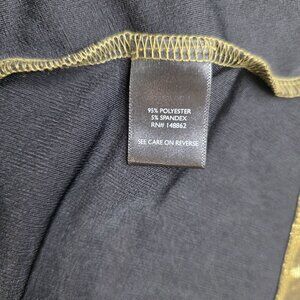 95% POLYESTER
5% SPANDEX
RN# 148862
SEE CARE ON REVERSE